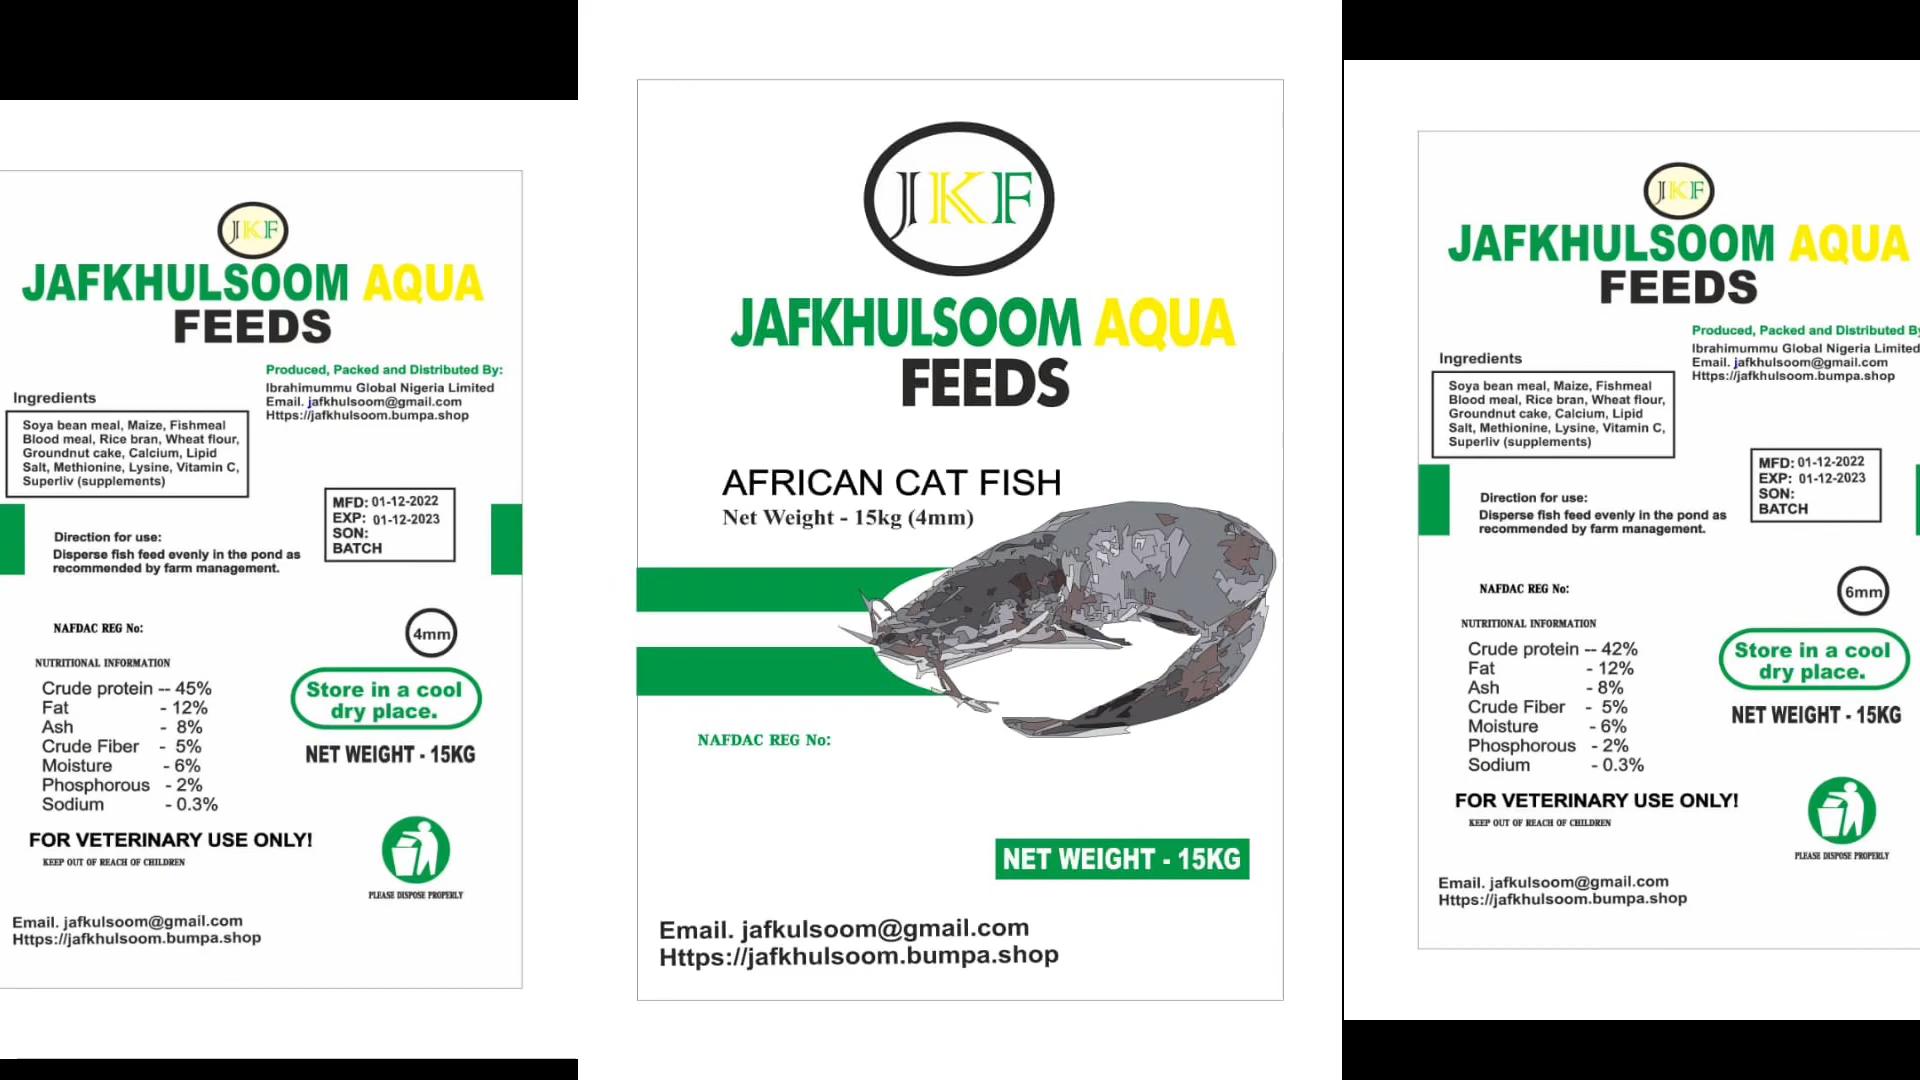 JKF
JAFKHULSOOM AQUA
FEEDS
Produced, Packed and Distributed By:
Ibrahimummu Global Nigeria Limited
Email. jafkhulsoom@gmail.com
Https://jafkhulsoom.bumpa.shop
Ingredients
Soya bean meal, Maize, Fishmeal
Blood meal, Rice bran, Wheat flour,
Groundnut cake, Calcium, Lipid
Salt, Methionine, Lysine, Vitamin C,
Superliv (supplements)
MFD: 01-12-2022
EXP: 01-12-2023
SON:
BATCH
Direction for use:
Disperse fish feed evenly in the pond as
recommended by farm management.
NAFDAC REG No:
4mm
NUTRITIONAL INFORMATION
Crude protein -- 45%
Fat - 12%
Ash - 8%
Crude Fiber - 5%
Moisture - 6%
Phosphorous - 2%
Sodium - 0.3%
Store in a cool
dry place.
NET WEIGHT - 15KG
FOR VETERINARY USE ONLY!
KEEP OUT OF REACH OF CHILDREN
PLEASE DISPOSE PROPERLY
Email. jafkulsoom@gmail.com
Https://jafkhulsoom.bumpa.shop
JKF
JAFKHULSOOM AQUA
FEEDS
AFRICAN CAT FISH
Net Weight - 15kg (4mm)
NAFDAC REG No:
NET WEIGHT - 15KG
Email. jafkulsoom@gmail.com
Https://jafkhulsoom.bumpa.shop
JKF
JAFKHULSOOM AQUA
FEEDS
Produced, Packed and Distributed By
Ibrahimummu Global Nigeria Limited
Email. jafkhulsoom@gmail.com
Https://jafkhulsoom.bumpa.shop
Ingredients
Soya bean meal, Maize, Fishmeal
Blood meal, Rice bran, Wheat flour,
Groundnut cake, Calcium, Lipid
Salt, Methionine, Lysine, Vitamin C,
Superliv (supplements)
MFD: 01-12-2022
EXP: 01-12-2023
SON:
BATCH
Direction for use:
Disperse fish feed evenly in the pond as
recommended by farm management.
NAFDAC REG No:
6mm
NUTRITIONAL INFORMATION
Crude protein -- 42%
Fat - 12%
Ash - 8%
Crude Fiber - 5%
Moisture - 6%
Phosphorous - 2%
Sodium - 0.3%
Store in a cool
dry place.
NET WEIGHT - 15KG
FOR VETERINARY USE ONLY!
KEEP OUT OF REACH OF CHILDREN
PLEASE DISPOSE PROPERLY
Email. jafkulsoom@gmail.com
Https://jafkhulsoom.bumpa.shop